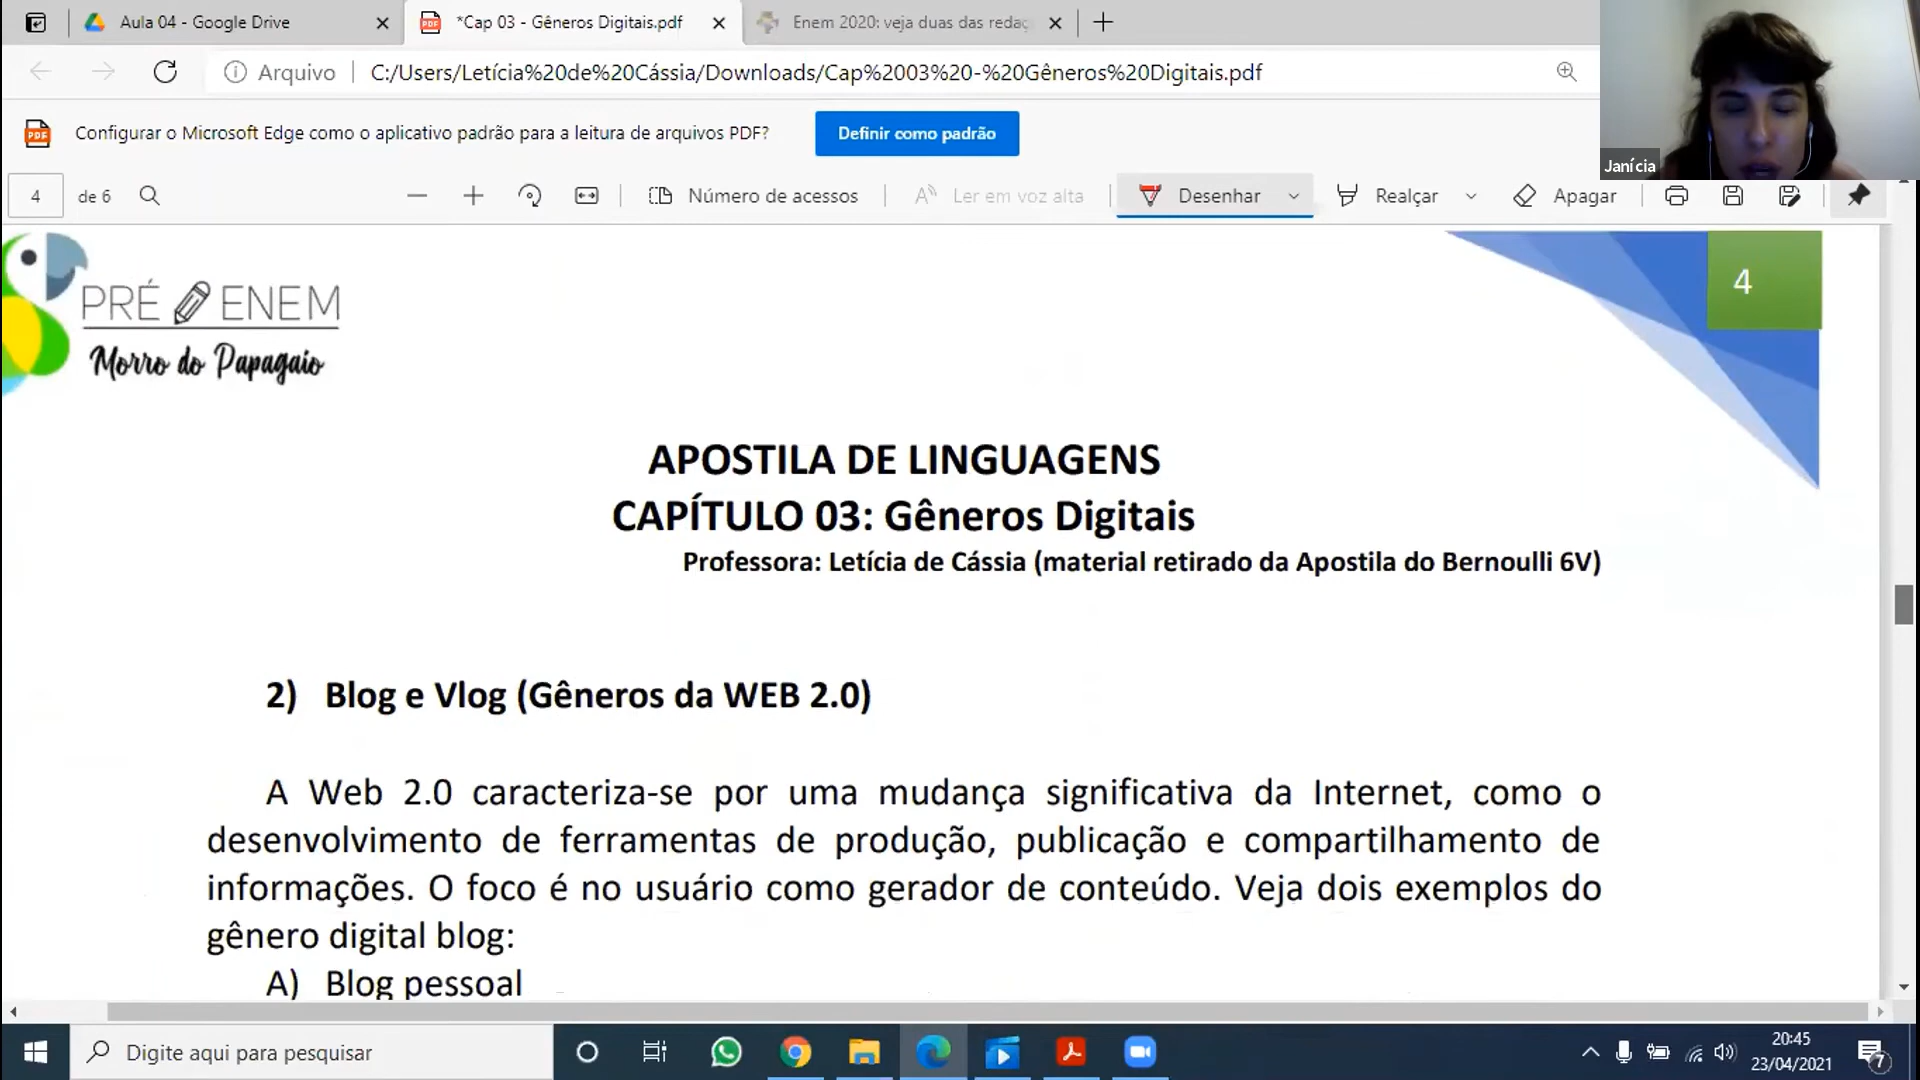 Aula 04 - Google Drive
*Cap 03 - Gêneros Digitais.pdf
Enem 2020: veja duas das redaç
Arquivo
C:/Users/Letícia%20de%20Cássia/Downloads/Cap%2003%20-%20Gêneros%20Digitais.pdf
Janícia
Configurar o Microsoft Edge como o aplicativo padrão para a leitura de arquivos PDF?
Definir como padrão
4 de 6
Número de acessos
Ler em voz alta
Desenhar
Realçar
Apagar
PRÉ ENEM
Morro do Papagaio
4
APOSTILA DE LINGUAGENS
CAPÍTULO 03: Gêneros Digitais
Professora: Letícia de Cássia (material retirado da Apostila do Bernoulli 6V)
2) Blog e Vlog (Gêneros da WEB 2.0)
A Web 2.0 caracteriza-se por uma mudança significativa da Internet, como o
desenvolvimento de ferramentas de produção, publicação e compartilhamento de
informações. O foco é no usuário como gerador de conteúdo. Veja dois exemplos do
gênero digital blog:
A) Blog pessoal
Digite aqui para pesquisar
20:45
23/04/2021
7